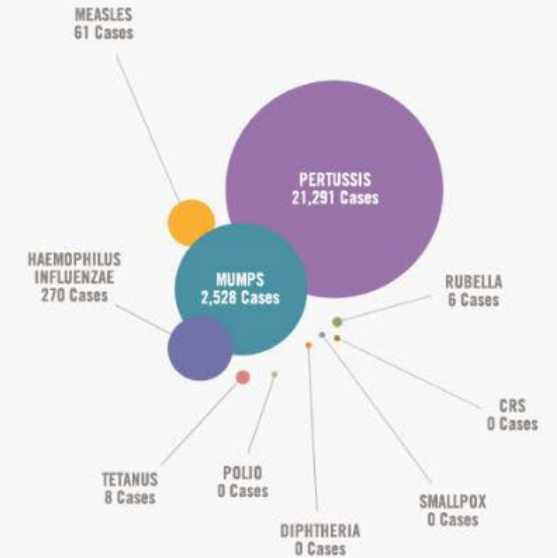 MEASLES
61 Cases
PERTUSSIS
21,291 Cases
HAEMOPHILUS
INFLUENZAE
270 Cases
MUMPS
2,528 Cases
RUBELLA
6 Cases
CRS
0 Cases
TETANUS
8 Cases
POLIO
0 Cases
SMALLPOX
0 Cases
DIPHTHERIA
0 Cases